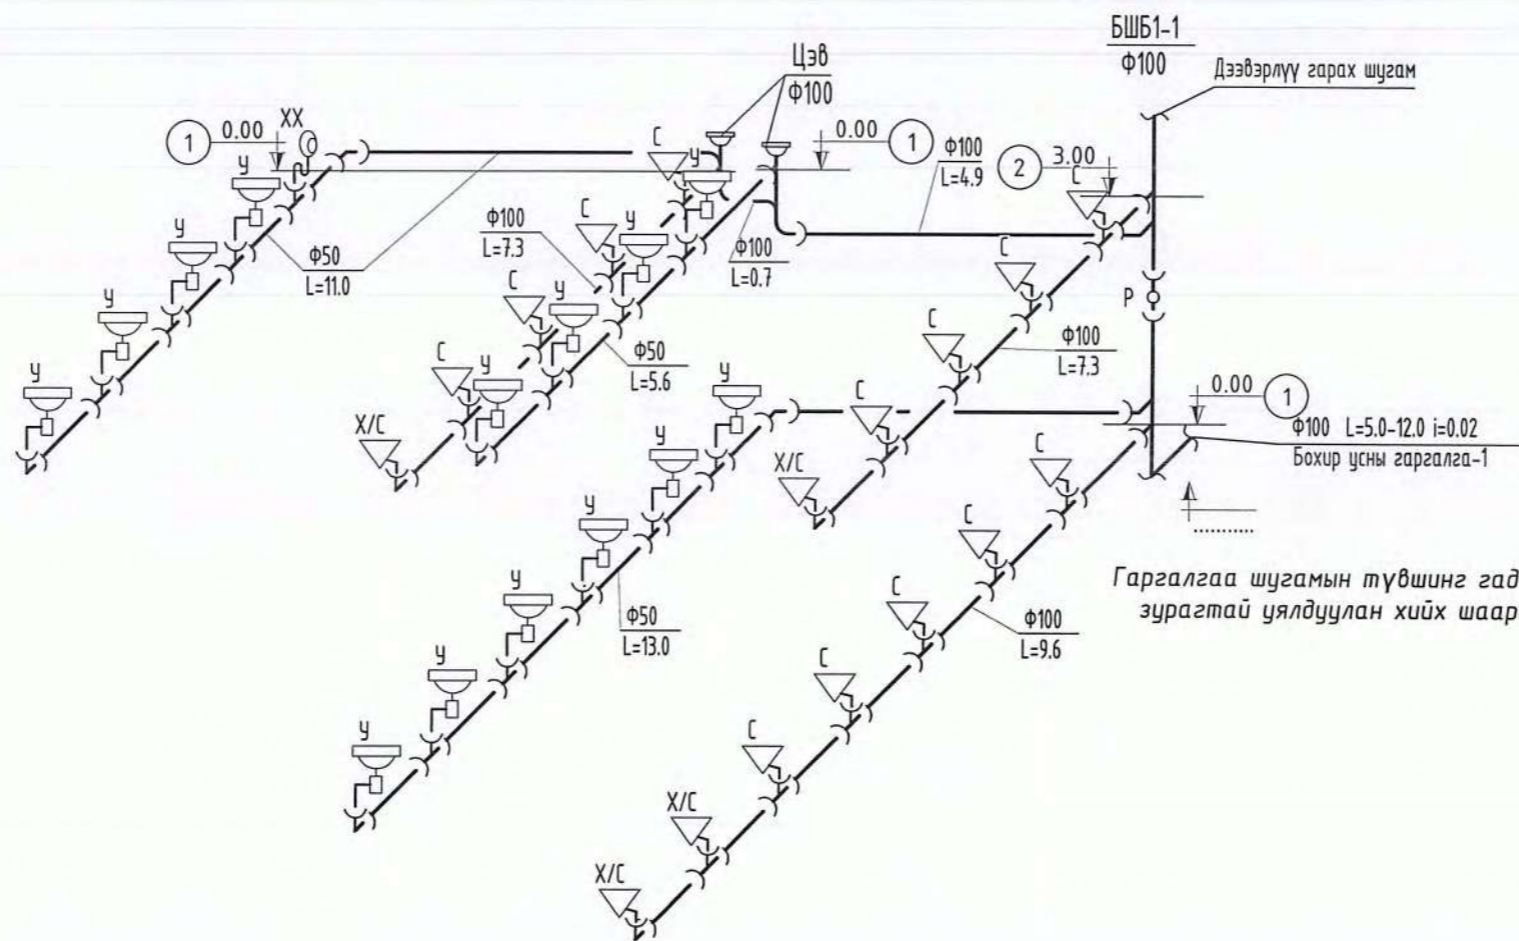 БШБ1-1
Ф100
Дээвэрлүү гарах шугам
Цэв
Ф100
1
0.00
ХХ
С
У
У
0.00
1
Ф100
L=4.9
2
3.00
С
У
Ф50
L=11.0
Ф100
L=7.3
С
У
Ф100
L=0.7
С
Р
У
С
У
С
Ф100
L=7.3
У
С
У
Ф50
L=5.6
У
С
0.00
1
Ф100 L=5.0-12.0 i=0.02
Бохир усны гаргалга-1
Х/С
У
Х/С
С
У
С
............
Гаргалгаа шугамын түвшинг гад
зурагтай уялдуулан хийх шаар
У
С
Ф50
L=13.0
Ф100
L=9.6
У
С
У
С
Х/С
Х/С